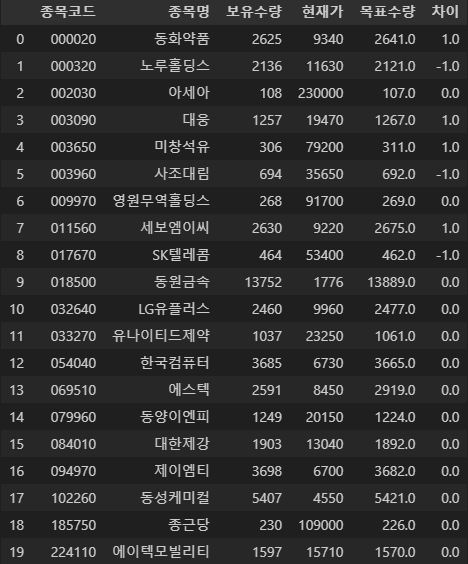 종목코드 종목명 보유수량 현재가 목표수량 차이
0 000020 동화약품 2625 9340 2641.0 1.0
1 000320 노루홀딩스 2136 11630 2121.0 -1.0
2 002030 아세아 108 230000 107.0 0.0
3 003090 대웅 1257 19470 1267.0 1.0
4 003650 미창석유 306 79200 311.0 1.0
5 003960 사조대림 694 35650 692.0 -1.0
6 009970 영원무역홀딩스 268 91700 269.0 0.0
7 011560 세보엠이씨 2630 9220 2675.0 1.0
8 017670 SK텔레콤 464 53400 462.0 -1.0
9 018500 동원금속 13752 1776 13889.0 0.0
10 032640 LG유플러스 2460 9960 2477.0 0.0
11 033270 유나이티드제약 1037 23250 1061.0 0.0
12 054040 한국컴퓨터 3685 6730 3665.0 0.0
13 069510 에스텍 2591 8450 2919.0 0.0
14 079960 동양이엔피 1249 20150 1224.0 0.0
15 084010 대한제강 1903 13040 1892.0 0.0
16 094970 제이엠티 3698 6700 3682.0 0.0
17 102260 동성케미컬 5407 4550 5421.0 0.0
18 185750 종근당 230 109000 226.0 0.0
19 224110 에이텍모빌리티 1597 15710 1570.0 0.0